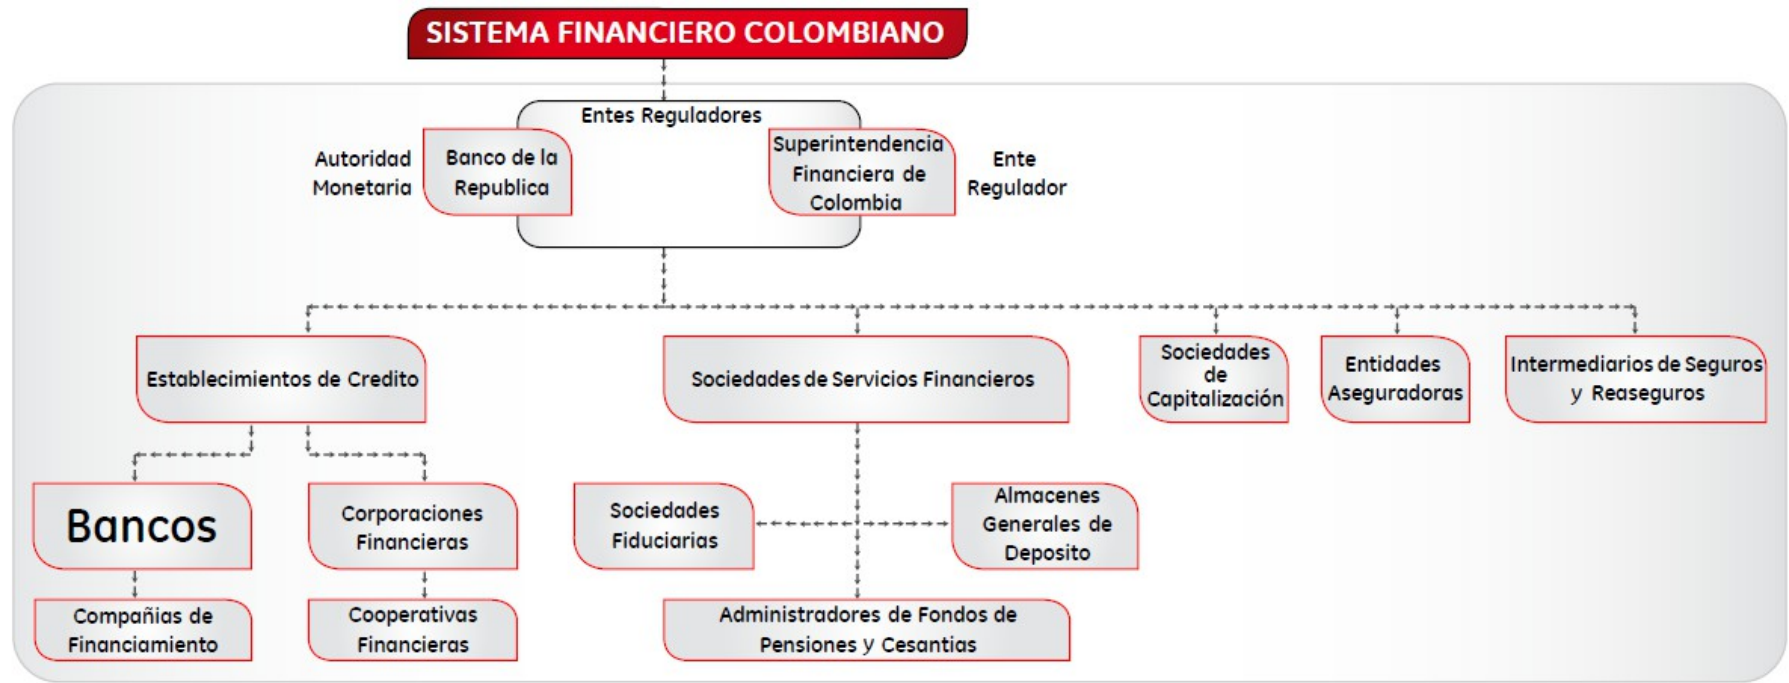 SISTEMA FINANCIERO COLOMBIANO
Entes Reguladores
Autoridad
Monetaria
Banco de la
Republica
Superintendencia
Financiera de
Colombia
Ente
Regulador
Establecimientos de Credito
Sociedades de Servicios Financieros
Sociedades
de
Capitalización
Entidades
Aseguradoras
Intermediarios de Seguros
y Reaseguros
Bancos
Corporaciones
Financieras
Sociedades
Fiduciarias
Almacenes
Generales de
Deposito
Compañias de
Financiamiento
Cooperativas
Financieras
Administradores de Fondos de
Pensiones y Cesantias